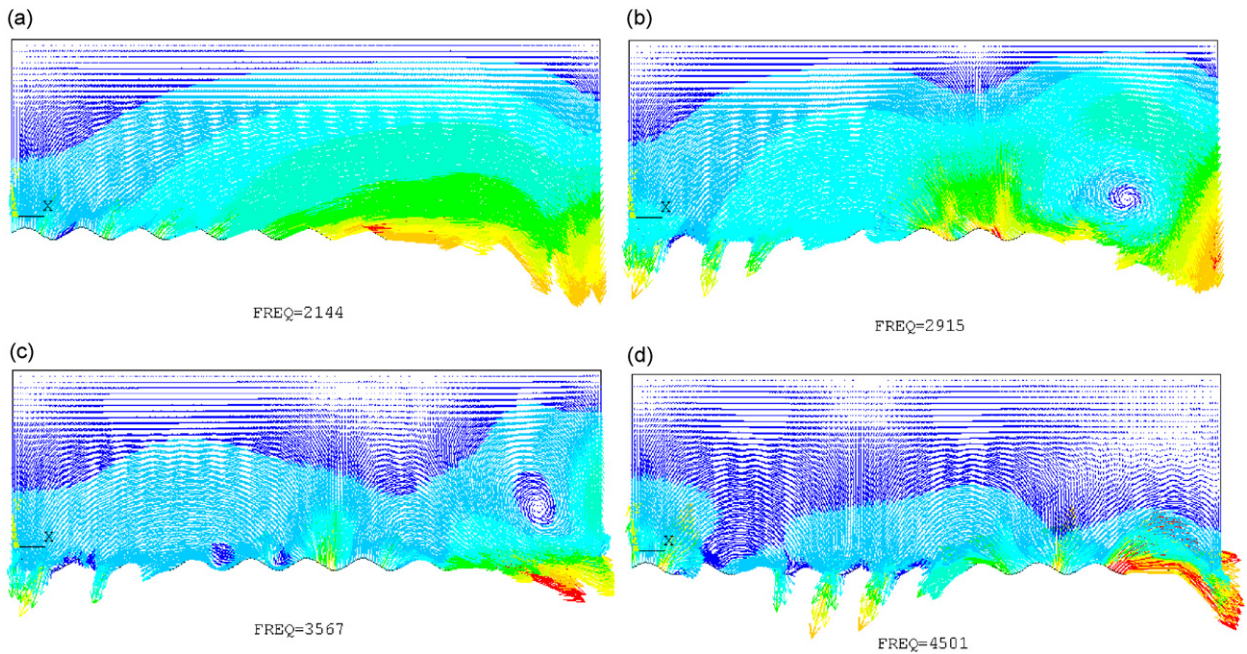 (a)
X
FREQ=2144
(b)
X
FREQ=2915
(c)
X
FREQ=3567
(d)
X
FREQ=4501